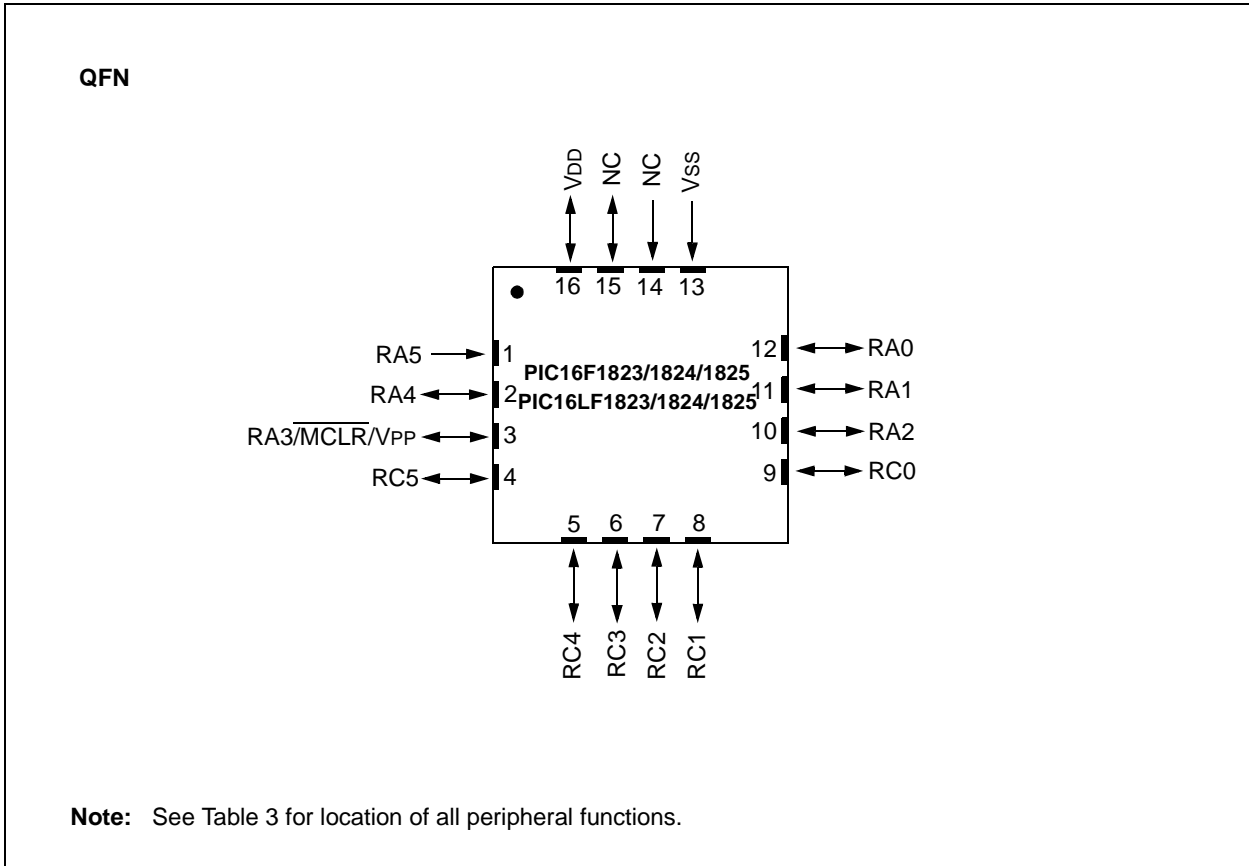 QFN
VDD
NC
NC
VSS
16 15 14 13
RA5 1
RA4 2
RA3/MCLR/VPP 3
RC5 4
PIC16F1823/1824/1825
PIC16LF1823/1824/1825
12 RA0
11 RA1
10 RA2
9 RC0
5 6 7 8
RC4
RC3
RC2
RC1
Note: See Table 3 for location of all peripheral functions.